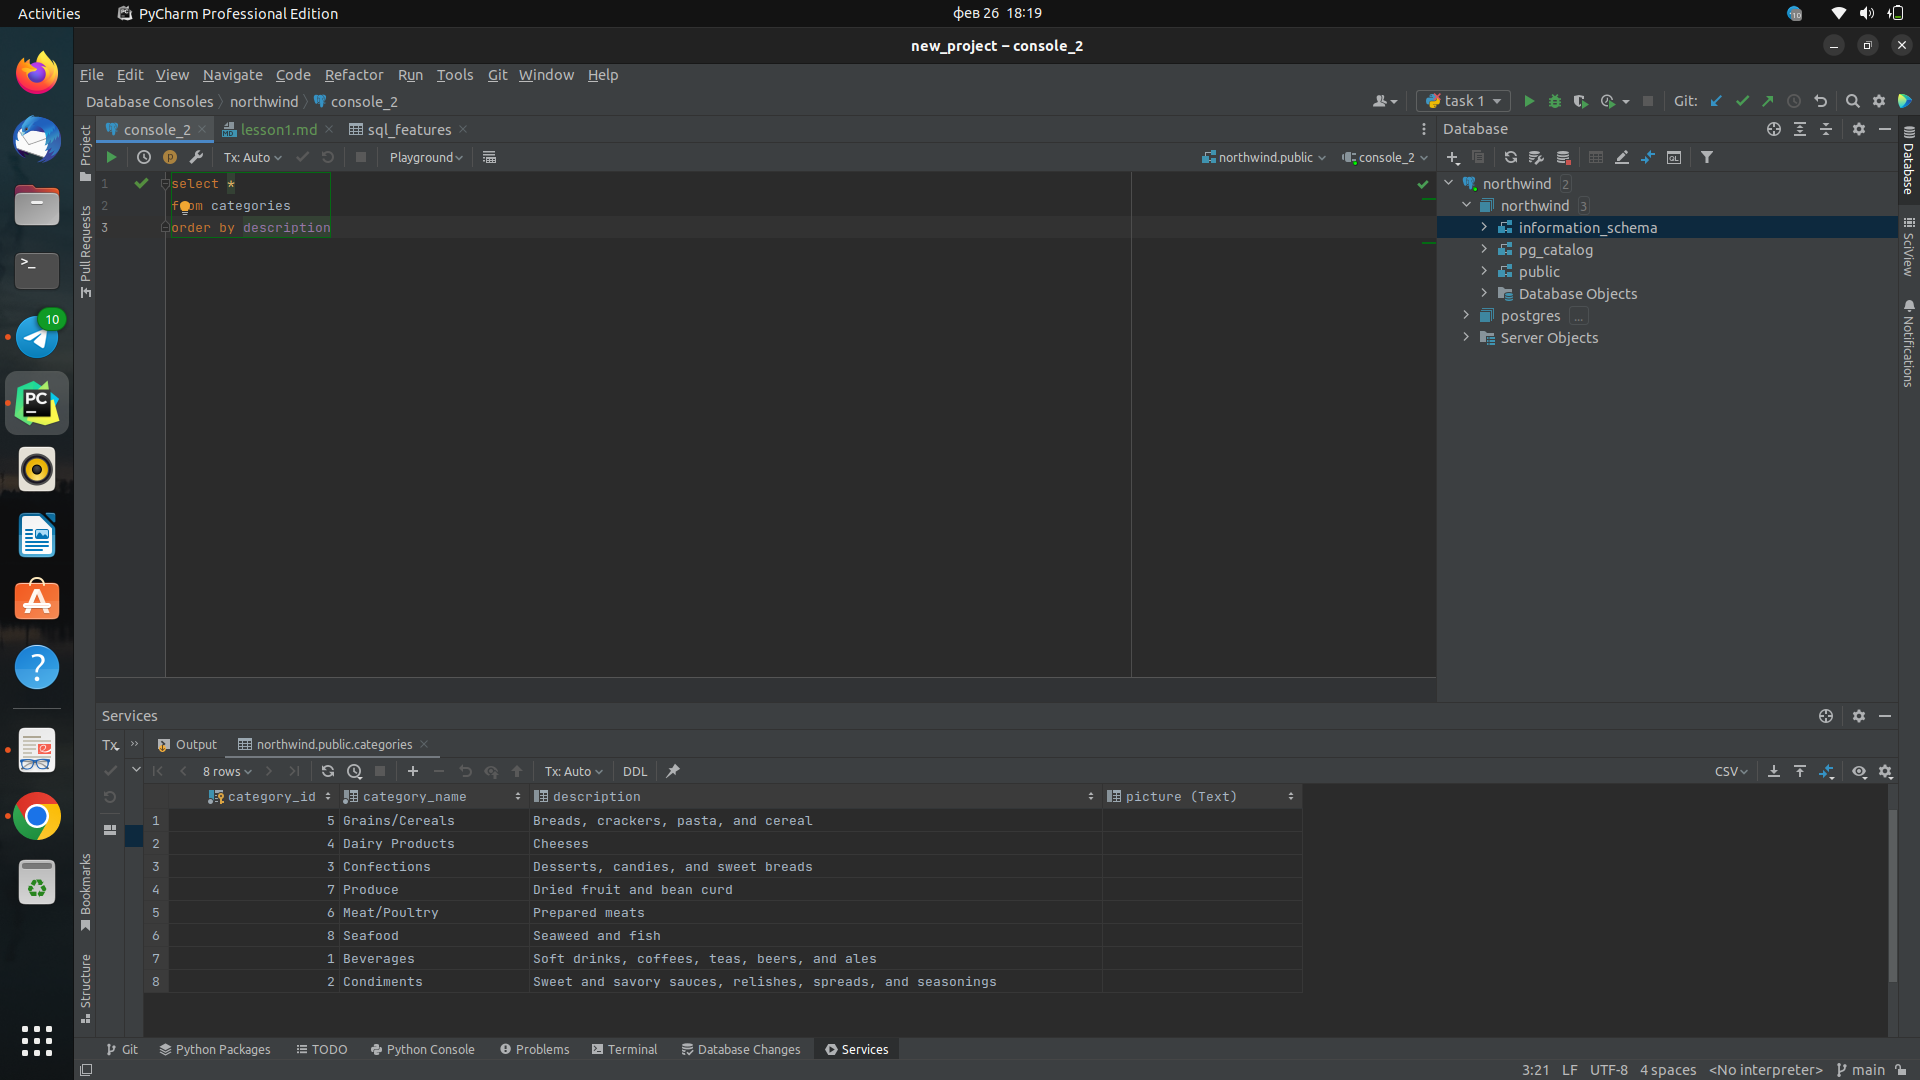 Activities PyCharm Professional Edition фев 26 18:19 10
new_project – console_2
File Edit View Navigate Code Refactor Run Tools Git Window Help
Database Consoles northwind console_2 task 1 Git:
console_2 lesson1.md sql_features Database
Tx: Auto Playground northwind.public console_2
1 select *
2 from categories
3 order by description
northwind 2
northwind 3
information_schema
pg_catalog
public
Database Objects
postgres ...
Server Objects
Project
Pull Requests
Bookmarks
Structure
Database
SciView
Notifications
10
>_
PC
Services
Tx Output northwind.public.categories
8 rows Tx: Auto DDL CSV
category_id category_name description picture (Text)
1 5 Grains/Cereals Breads, crackers, pasta, and cereal
2 4 Dairy Products Cheeses
3 3 Confections Desserts, candies, and sweet breads
4 7 Produce Dried fruit and bean curd
5 6 Meat/Poultry Prepared meats
6 8 Seafood Seaweed and fish
7 1 Beverages Soft drinks, coffees, teas, beers, and ales
8 2 Condiments Sweet and savory sauces, relishes, spreads, and seasonings
Git Python Packages TODO Python Console Problems Terminal Database Changes Services
3:21 LF UTF-8 4 spaces <No interpreter> main